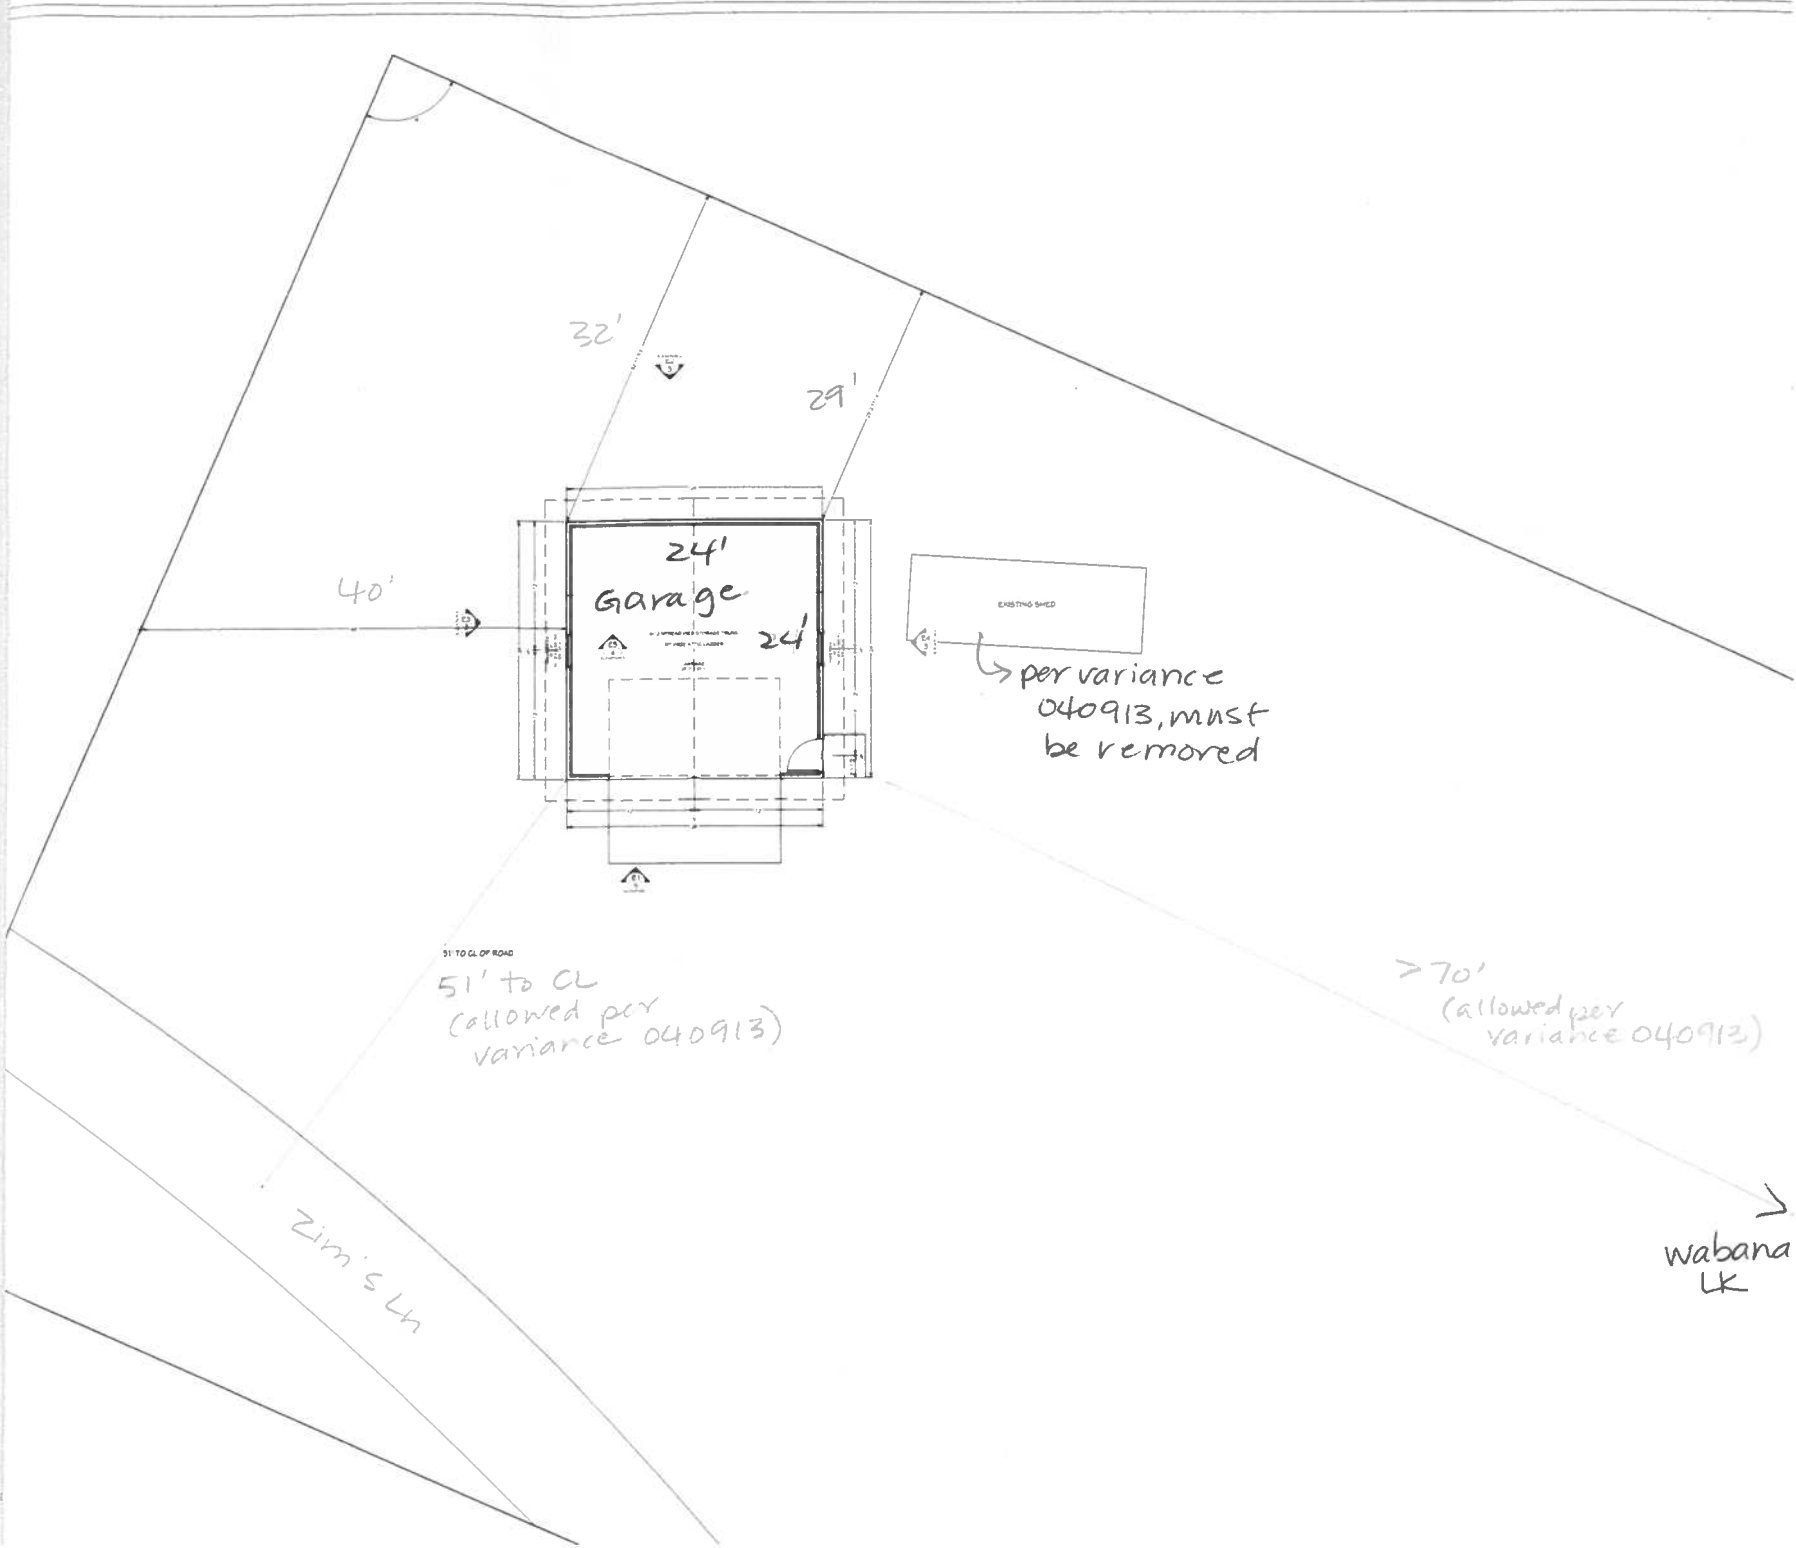 32'
29'
24'
Garage
24'
40'
EXISTING SHED
per variance
040913, must
be removed
51' TO CL OF ROAD
51' to CL
(allowed per
variance 040913)
>70'
(allowed per
variance 040913)
Zim's Ln
wabana
LK